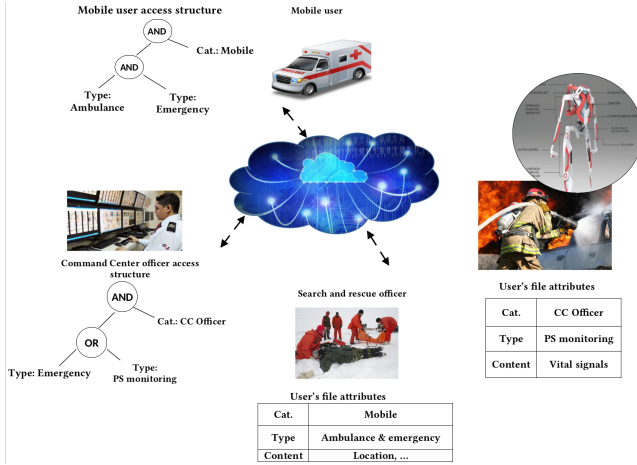 Mobile user access structure
Mobile user
AND
Cat.: Mobile
AND
Type:
Ambulance
Type:
Emergency
Command Center officer access
structure
AND
Cat.: CC Officer
OR
Type: Emergency
Type:
PS monitoring
Search and rescue officer
User's file attributes
Cat. Mobile
Type Ambulance & emergency
Content Location, ...
User's file attributes
Cat. CC Officer
Type PS monitoring
Content Vital signals